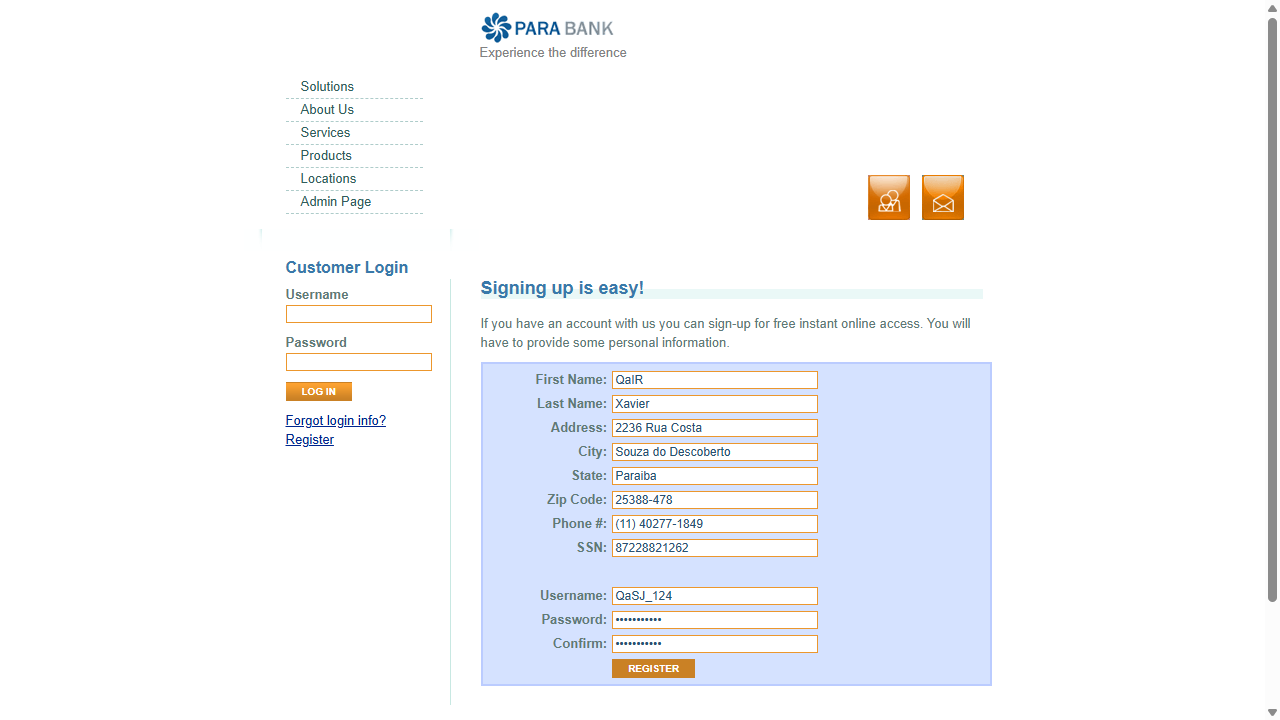 PARA BANK
Experience the difference
Solutions
About Us
Services
Products
Locations
Admin Page
Customer Login
Username
Password
LOG IN
Forgot login info?
Register
Signing up is easy!
If you have an account with us you can sign-up for free instant online access. You will
have to provide some personal information.
First Name: QaIR
Last Name: Xavier
Address: 2236 Rua Costa
City: Souza do Descoberto
State: Paraiba
Zip Code: 25388-478
Phone #: (11) 40277-1849
SSN: 87228821262
Username: QaSJ_124
Password: •••••••••••
Confirm: •••••••••••
REGISTER